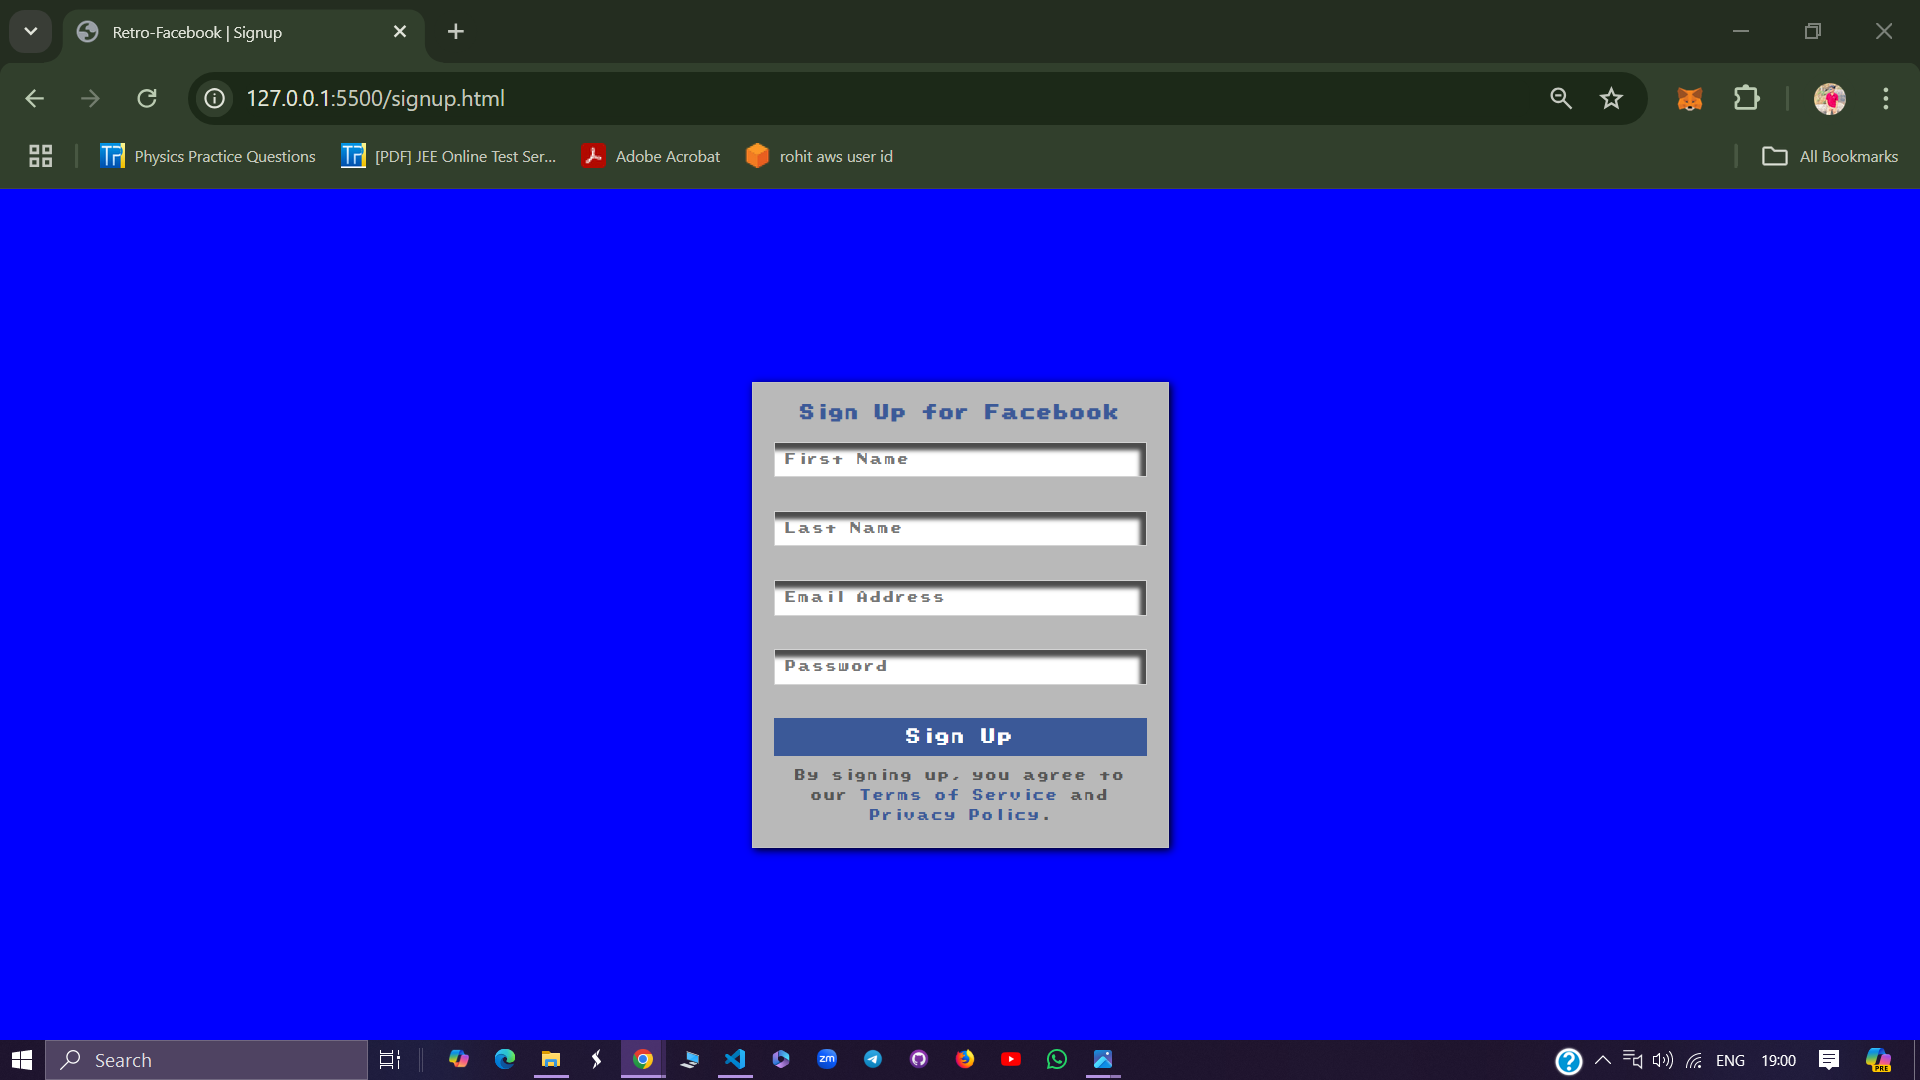 Retro-Facebook | Signup
127.0.0.1:5500/signup.html
Physics Practice Questions
[PDF] JEE Online Test Ser...
Adobe Acrobat
rohit aws user id
All Bookmarks
Sign Up for Facebook
First Name
Last Name
Email Address
Password
Sign Up
By signing up, you agree to
our Terms of Service and
Privacy Policy.
Search
zm
ENG
19:00
PRE